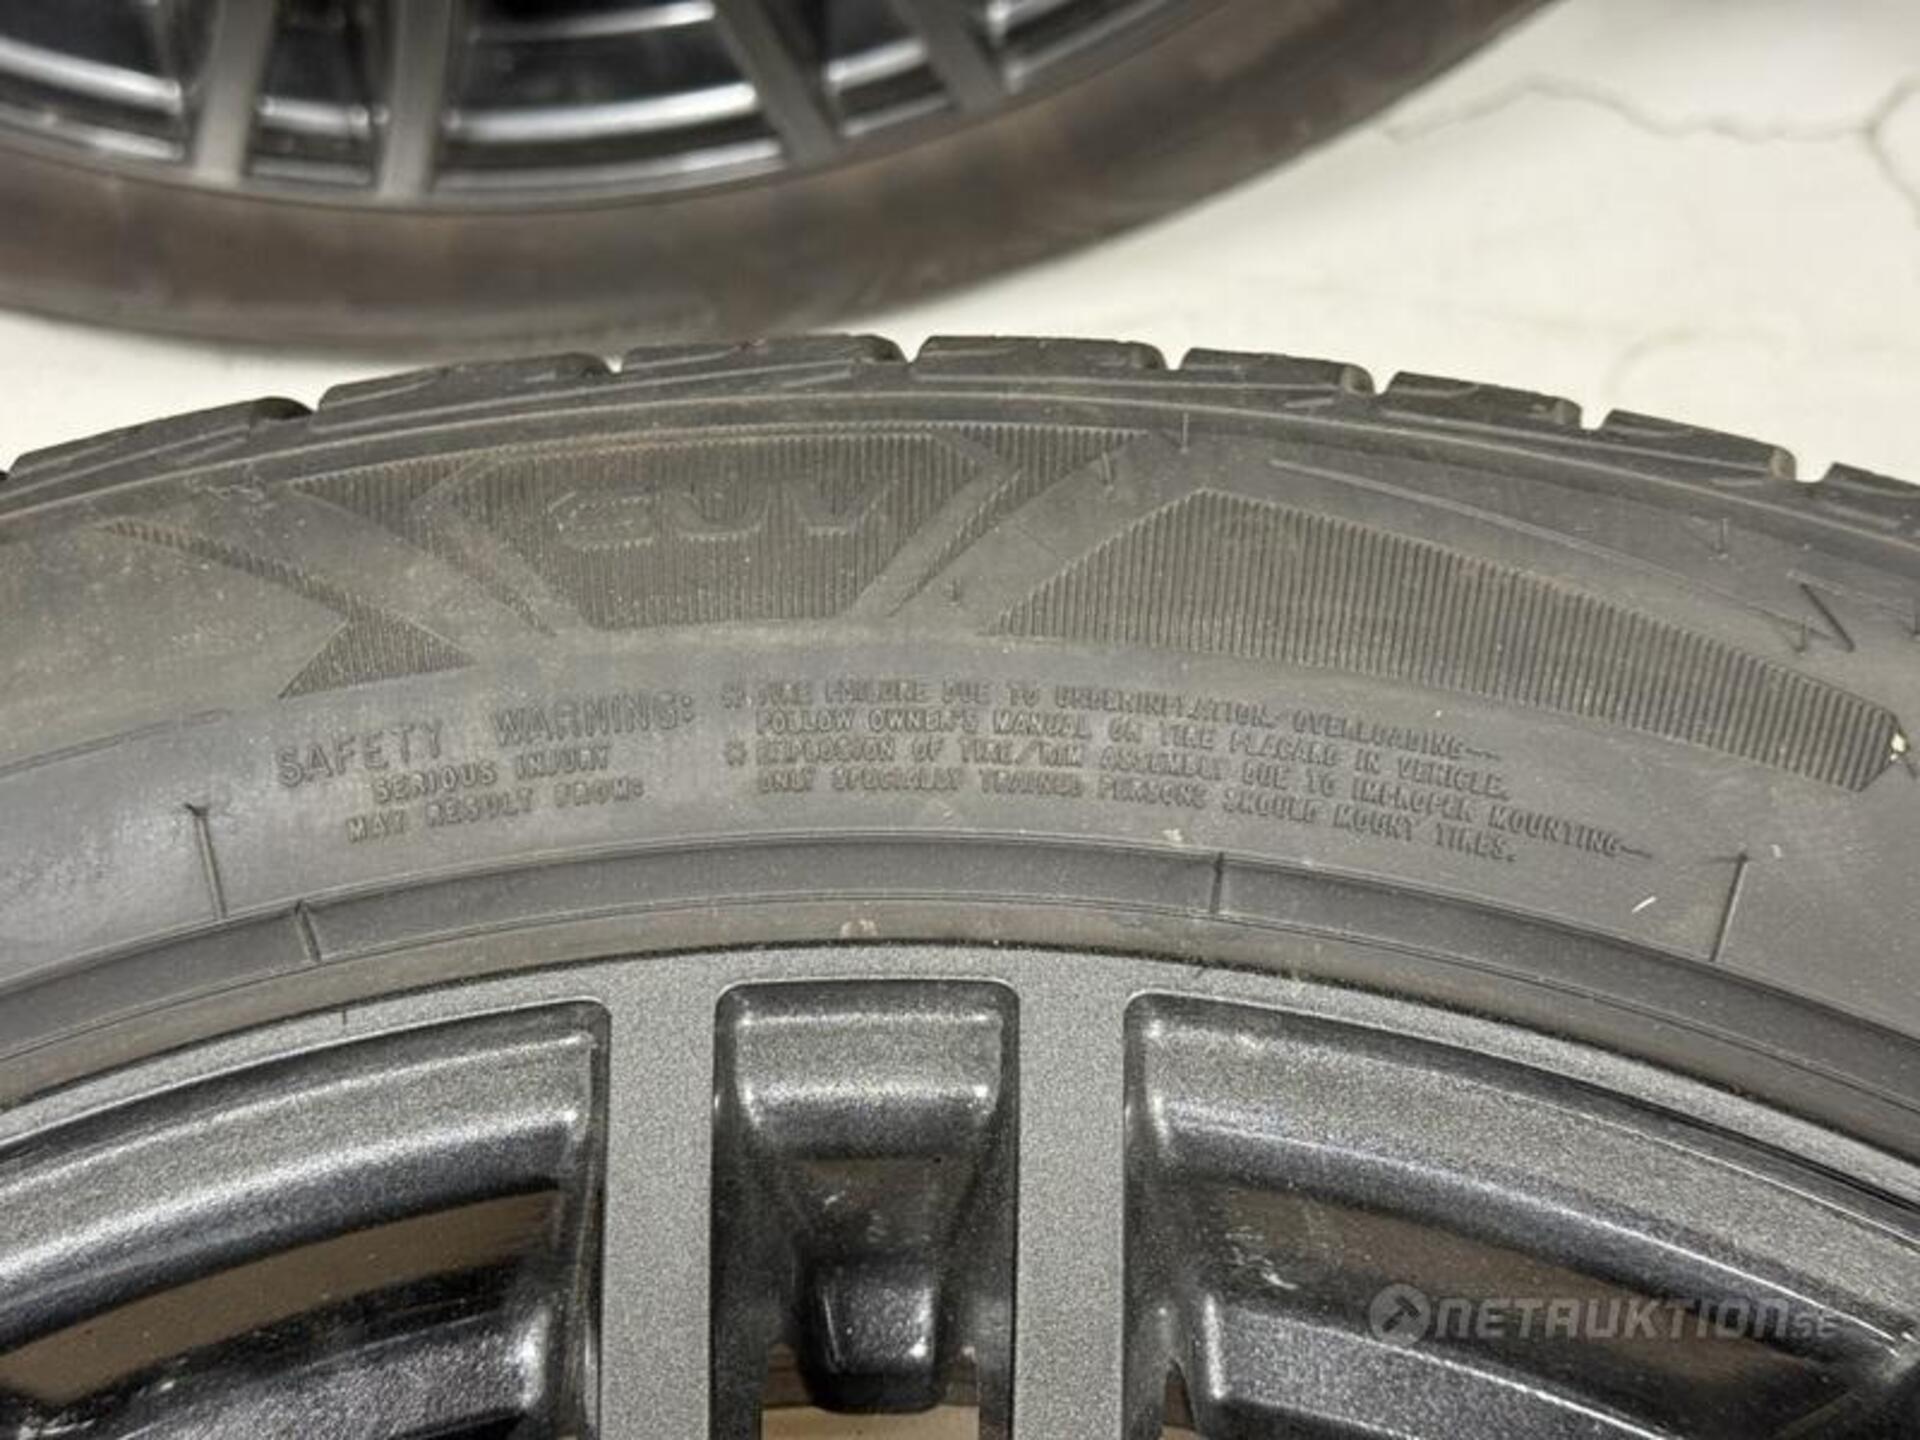 SAFETY WARNING:
SERIOUS INJURY
MAY RESULT FROM:
* TIRE FAILURE DUE TO UNDERINFLATION/OVERLOADING—
FOLLOW OWNER'S MANUAL OR TIRE PLACARD IN VEHICLE.
* EXPLOSION OF TIRE/RIM ASSEMBLY DUE TO IMPROPER MOUNTING—
ONLY SPECIALLY TRAINED PERSONS SHOULD MOUNT TIRES.
NETAUKTION.SE